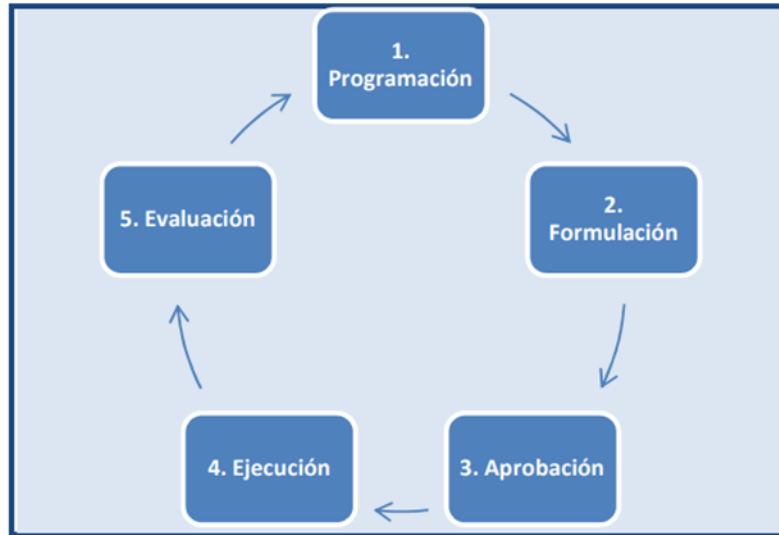 1.
Programación
2.
Formulación
3. Aprobación
4. Ejecución
5. Evaluación